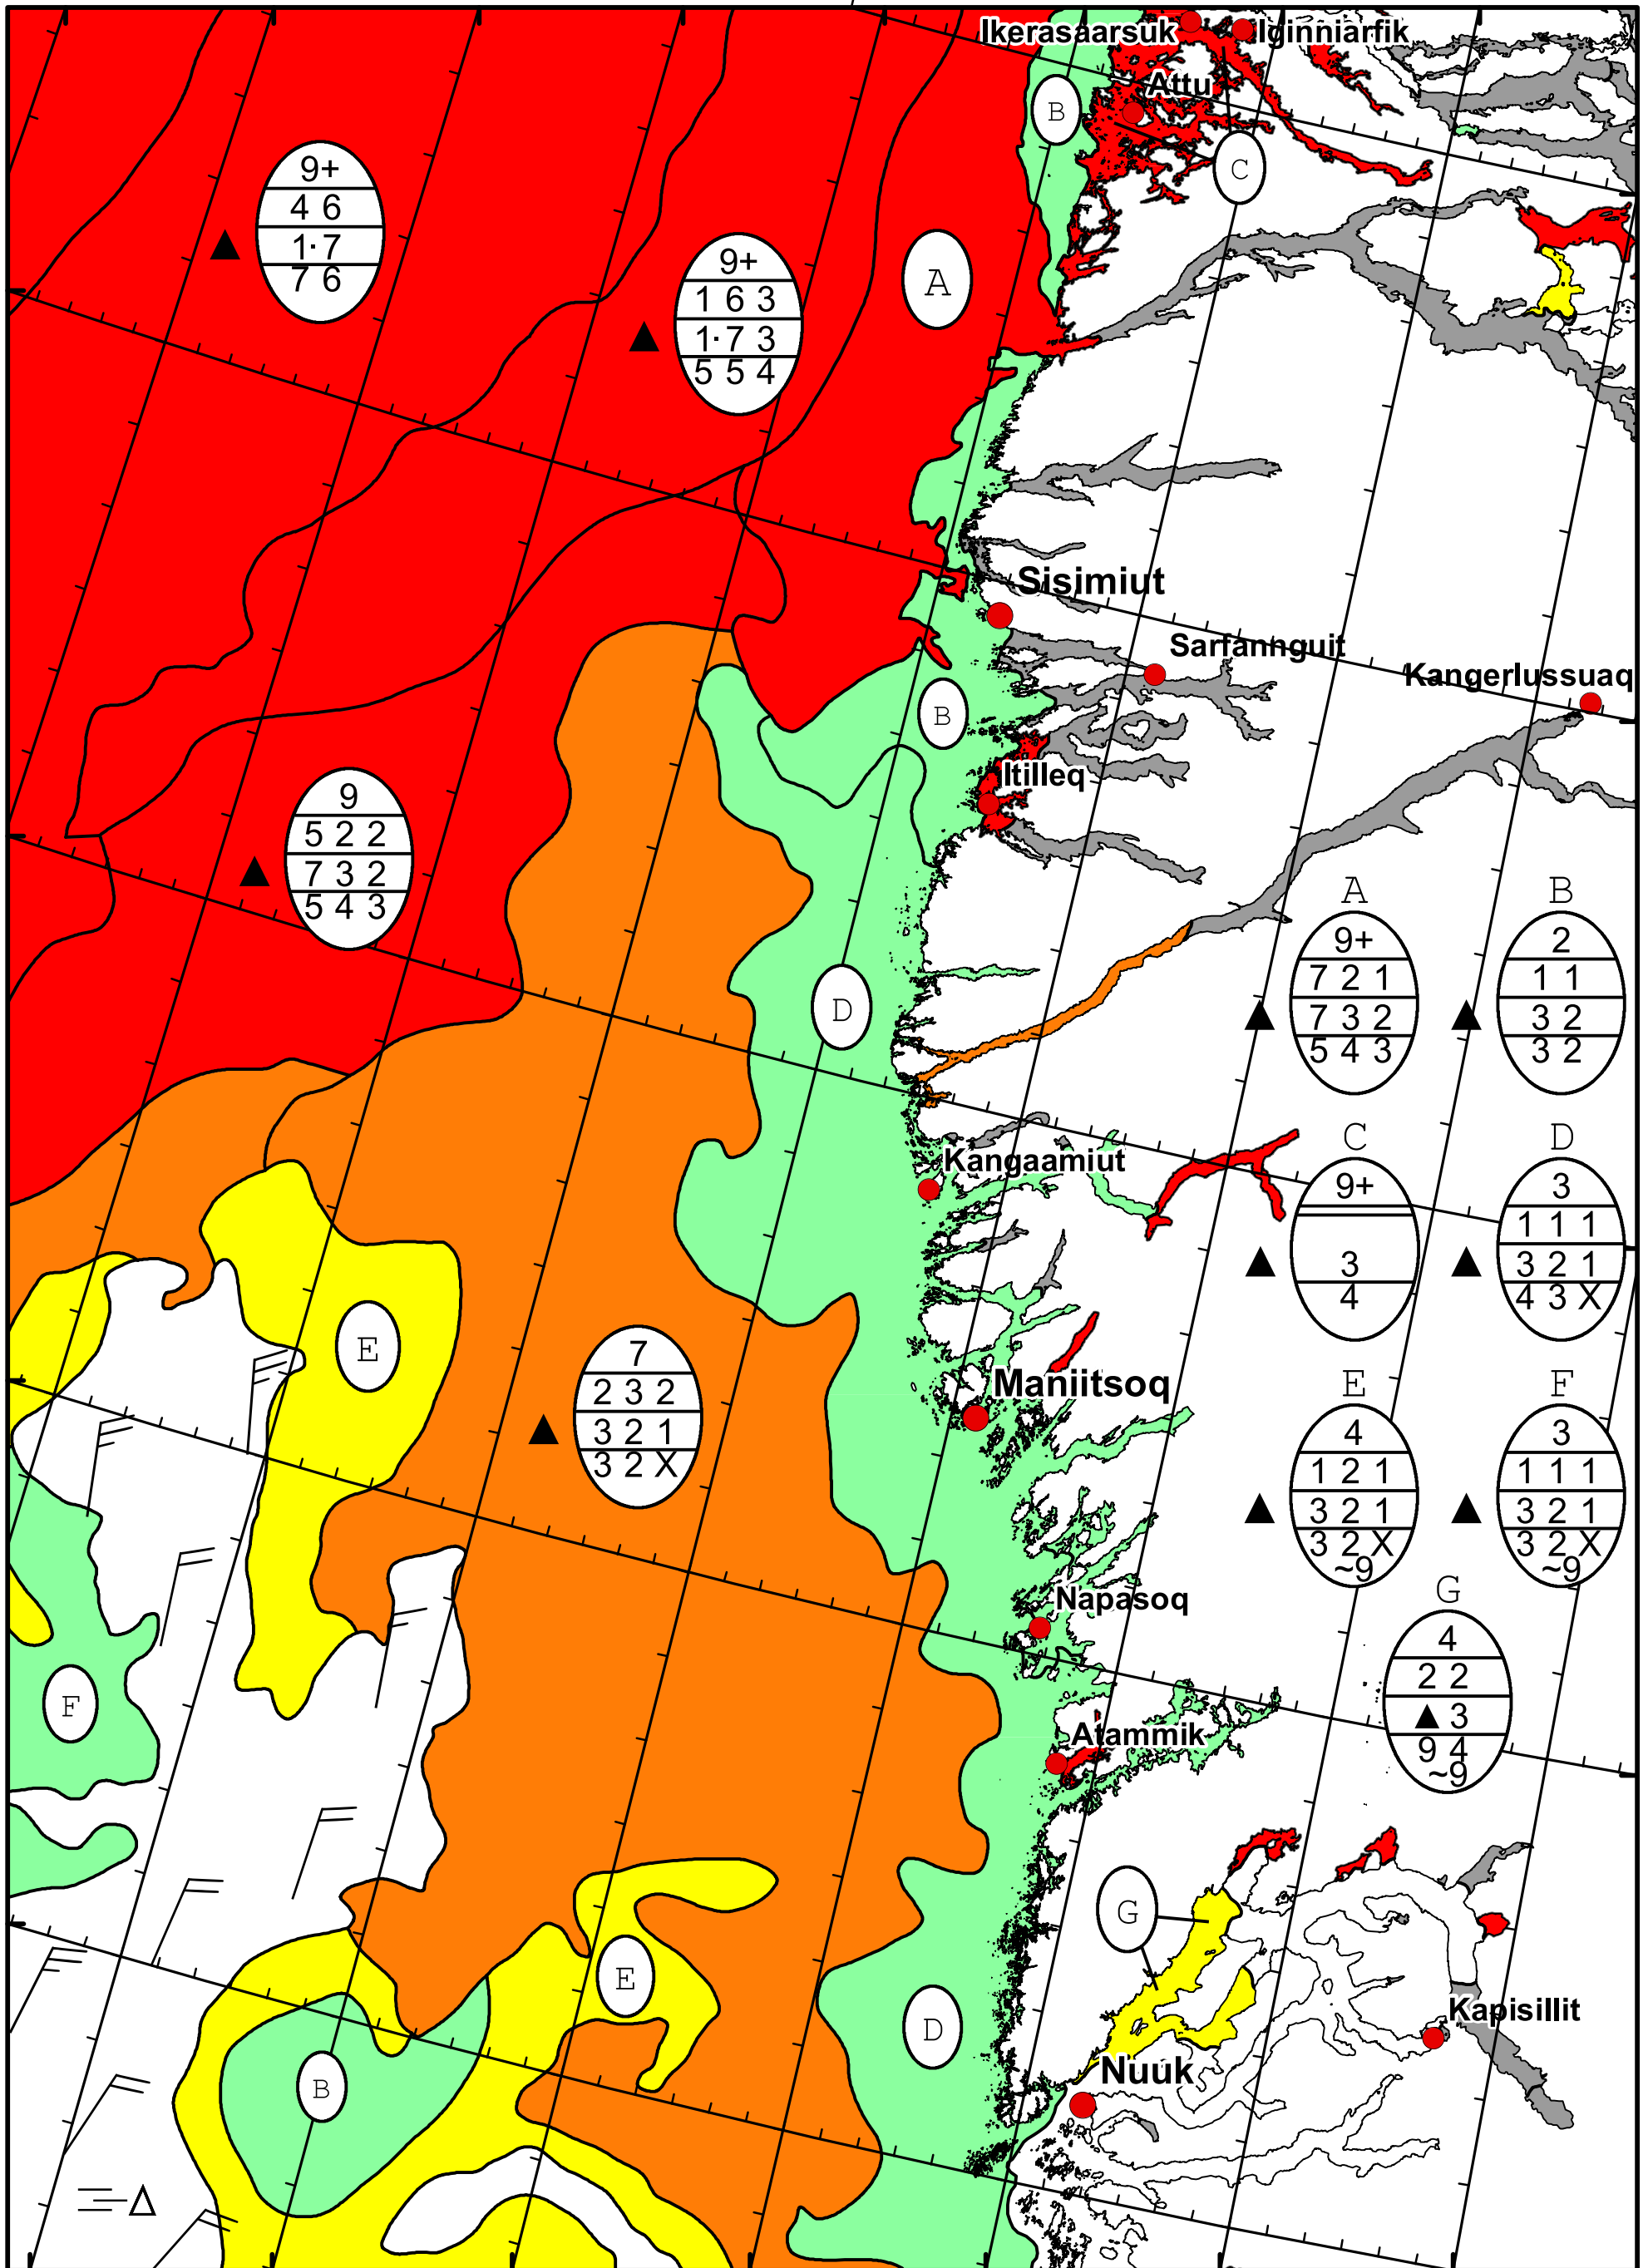 Ikerasaarsuk
Iginniarfik
Attu
B
C
9+
4 6
1· 7
7 6
9+
1 6 3
1· 7 3
5 5 4
A
Sisimiut
Sarfannguit
Kangerlussuaq
B
Itilleq
9
5 2 2
7 3 2
5 4 3
D
A
9+
7 2 1
7 3 2
5 4 3
B
2
1 1
3 2
3 2
Kangaamiut
C
9+
3
4
D
3
1 1 1
3 2 1
4 3 X
E
7
2 3 2
3 2 1
3 2 X
Maniitsoq
E
4
1 2 1
3 2 1
3 2 X
~9
F
3
1 1 1
3 2 1
3 2 X
~9
Napasoq
G
4
2 2
▲ 3
9 4
~9
F
Atammik
G
E
D
Kapisillit
B
Nuuk